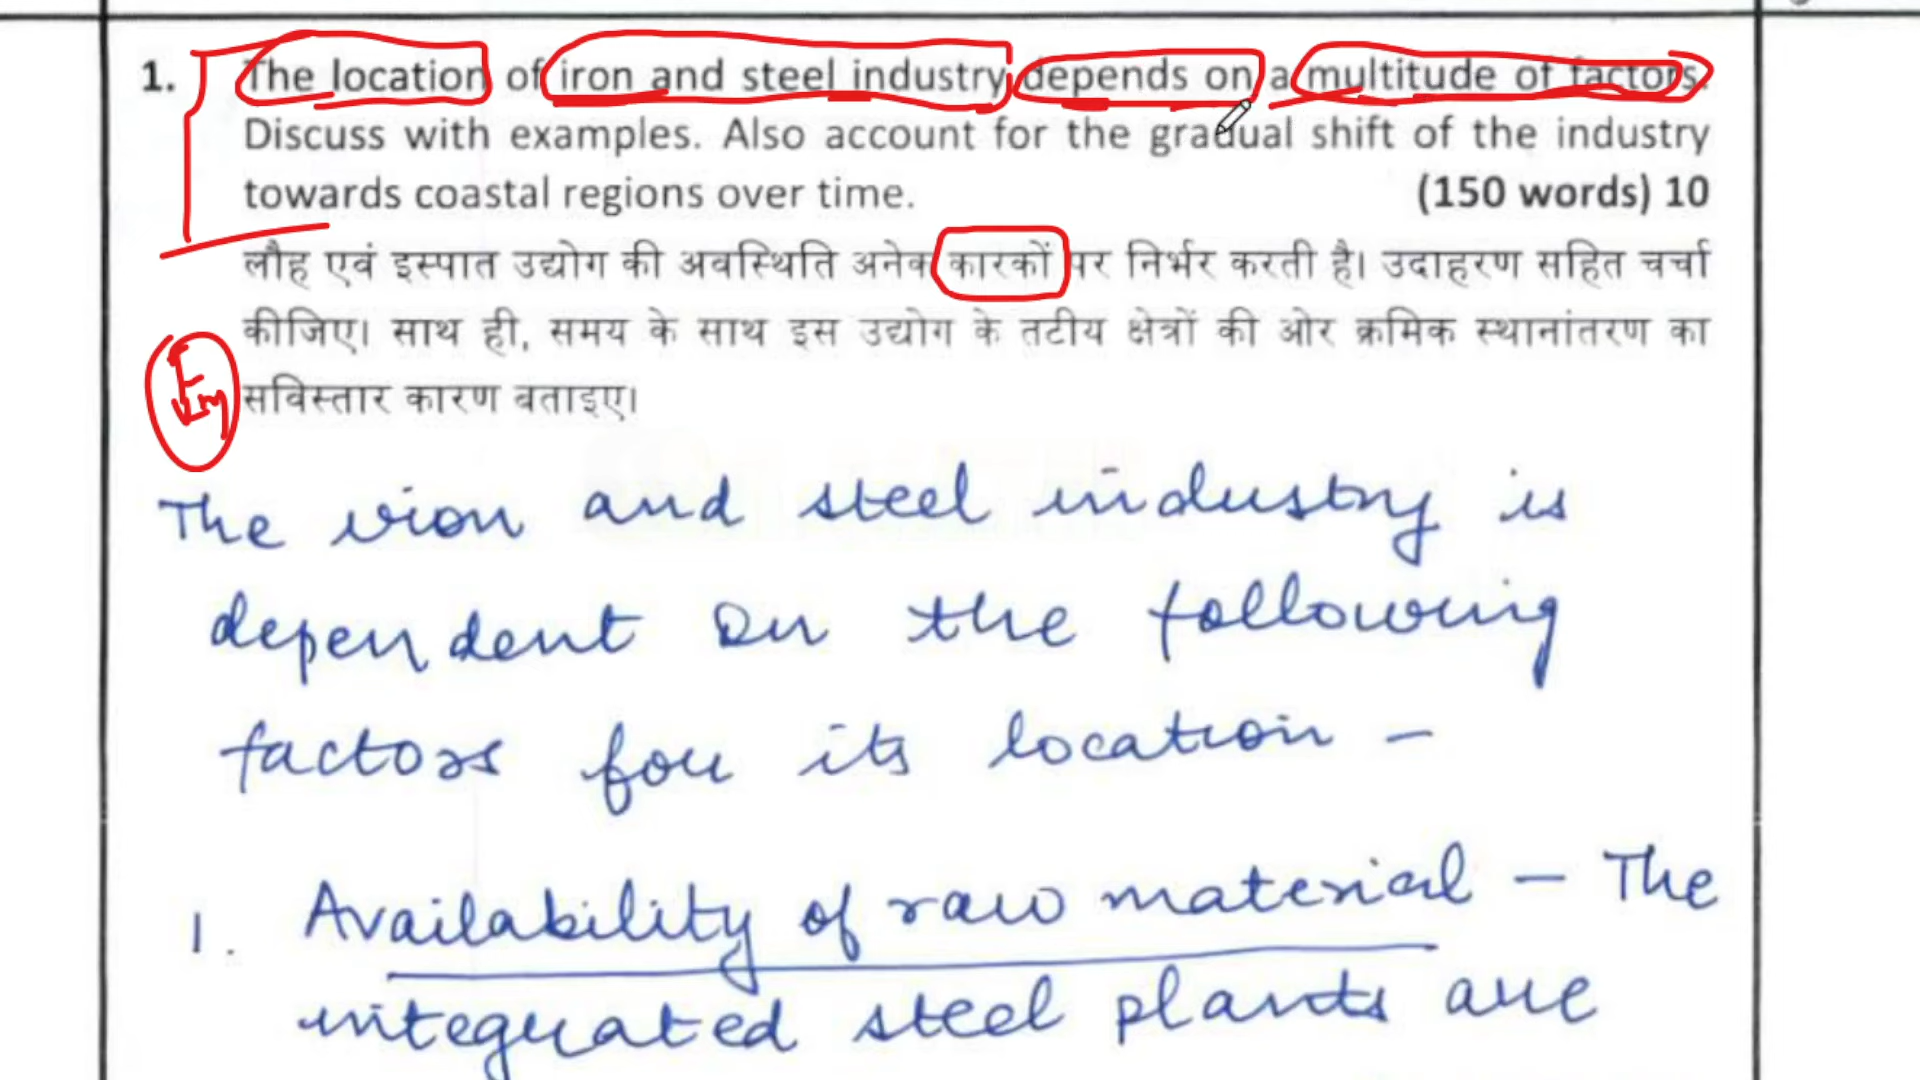 1. The location of iron and steel industry depends on a multitude of factors.
Discuss with examples. Also account for the gradual shift of the industry
towards coastal regions over time. (150 words) 10
लौह एवं इस्पात उद्योग की अवस्थिति अनेक कारकों पर निर्भर करती है। उदाहरण सहित चर्चा
कीजिए। साथ ही, समय के साथ इस उद्योग के तटीय क्षेत्रों की ओर क्रमिक स्थानांतरण का
सविस्तार कारण बताइए।
The iron and steel industry is
dependent on the following
factors for its location –
1. Availability of raw material – The
integrated steel plants are